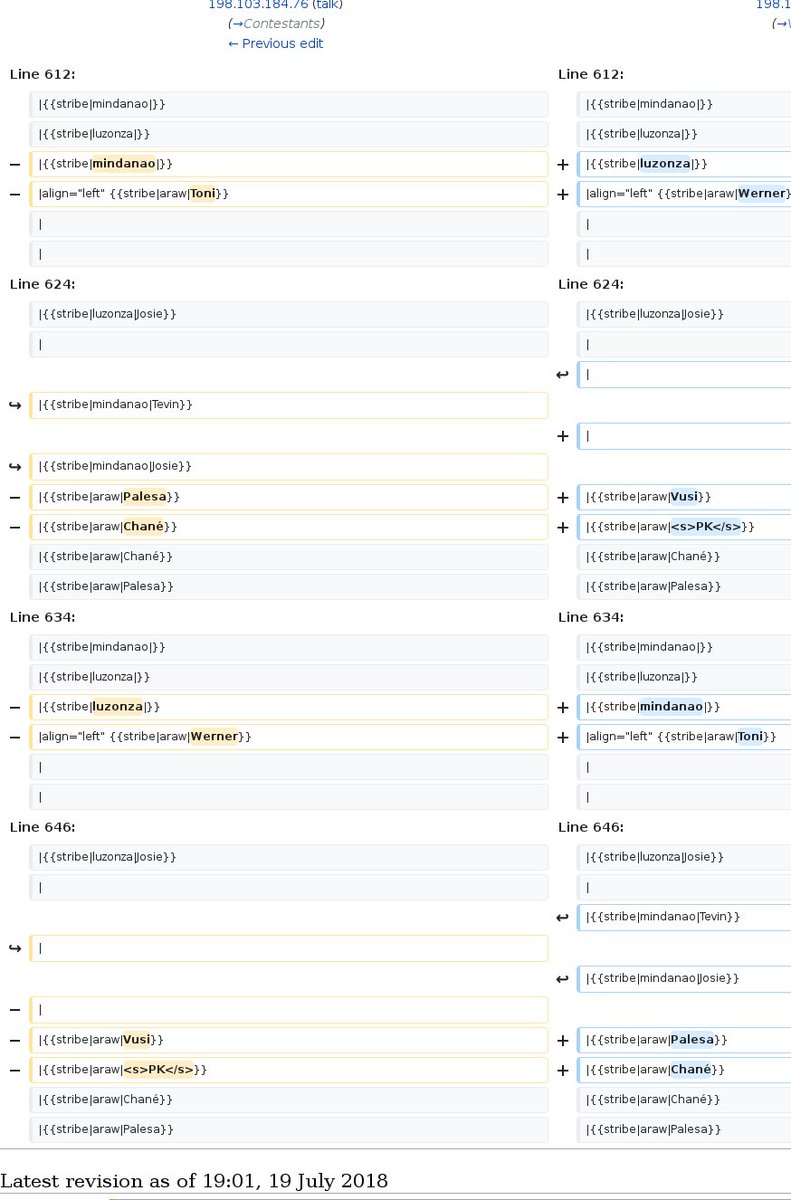 198.103.184.76 (talk)
198.1
(→Contestants)
(→
← Previous edit
Line 612:
Line 612:
|{{stribe|mindanao|}}
|{{stribe|mindanao|}}
|{{stribe|luzonza|}}
|{{stribe|luzonza|}}
− |{{stribe|mindanao|}}
+ |{{stribe|luzonza|}}
− |align="left" {{stribe|araw|Toni}}
+ |align="left" {{stribe|araw|Werner}
|
|
|
|
Line 624:
Line 624:
|{{stribe|luzonza|Josie}}
|{{stribe|luzonza|Josie}}
|
|
↩ |
↪ |{{stribe|mindanao|Tevin}}
+ |
↪ |{{stribe|mindanao|Josie}}
− |{{stribe|araw|Palesa}}
+ |{{stribe|araw|Vusi}}
− |{{stribe|araw|Chané}}
+ |{{stribe|araw|<s>PK</s>}}
|{{stribe|araw|Chané}}
|{{stribe|araw|Chané}}
|{{stribe|araw|Palesa}}
|{{stribe|araw|Palesa}}
Line 634:
Line 634:
|{{stribe|mindanao|}}
|{{stribe|mindanao|}}
|{{stribe|luzonza|}}
|{{stribe|luzonza|}}
− |{{stribe|luzonza|}}
+ |{{stribe|mindanao|}}
− |align="left" {{stribe|araw|Werner}}
+ |align="left" {{stribe|araw|Toni}}
|
|
|
|
Line 646:
Line 646:
|{{stribe|luzonza|Josie}}
|{{stribe|luzonza|Josie}}
|
|
↩ |{{stribe|mindanao|Tevin}}
↪ |
↩ |{{stribe|mindanao|Josie}}
− |
− |{{stribe|araw|Vusi}}
+ |{{stribe|araw|Palesa}}
− |{{stribe|araw|<s>PK</s>}}
+ |{{stribe|araw|Chané}}
|{{stribe|araw|Chané}}
|{{stribe|araw|Chané}}
|{{stribe|araw|Palesa}}
|{{stribe|araw|Palesa}}
Latest revision as of 19:01, 19 July 2018